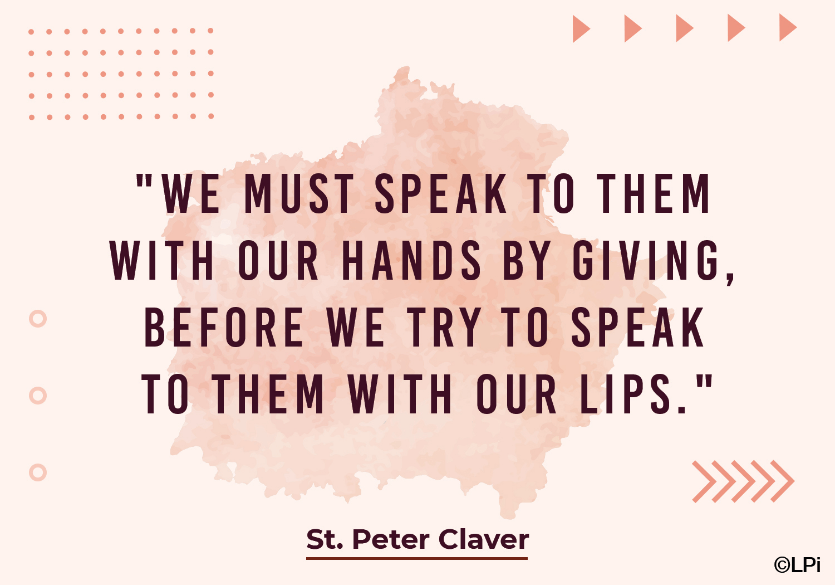 "WE MUST SPEAK TO THEM
WITH OUR HANDS BY GIVING,
BEFORE WE TRY TO SPEAK
TO THEM WITH OUR LIPS."
St. Peter Claver
©LPi